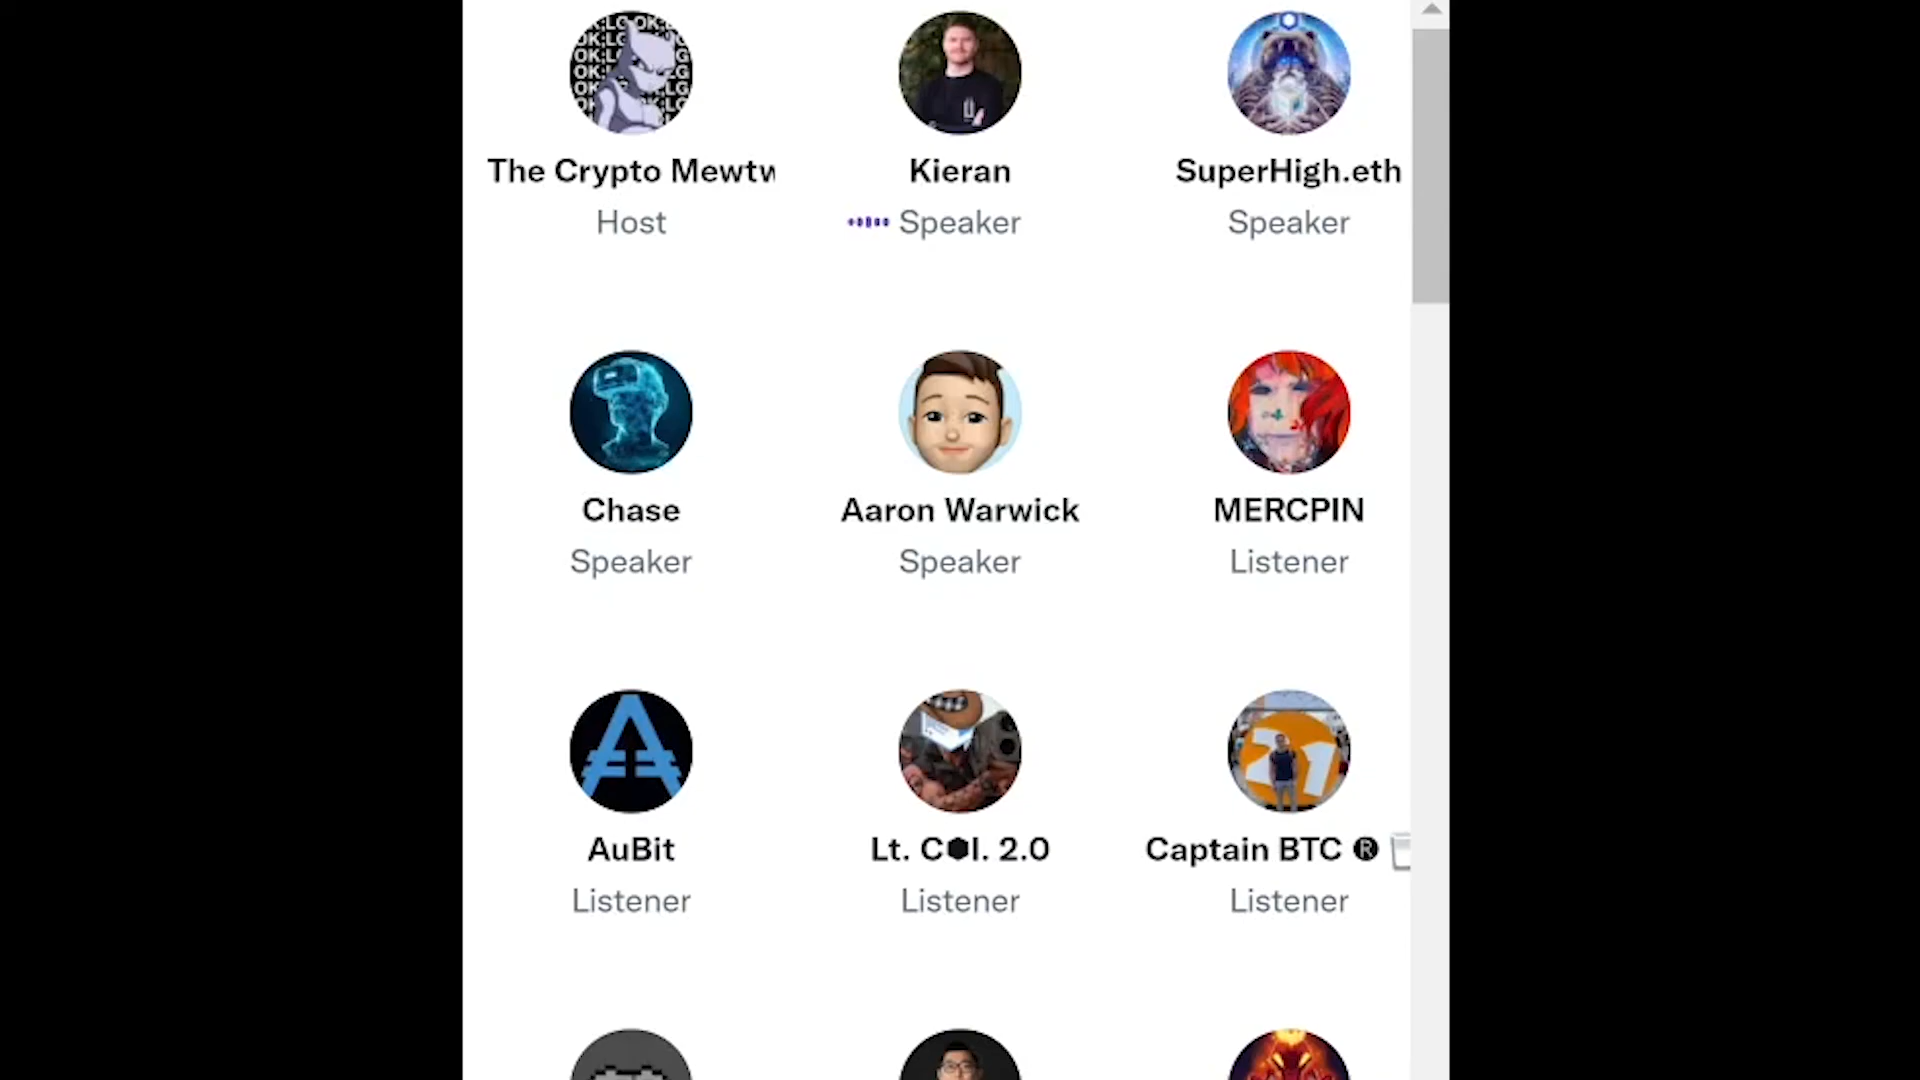 The Crypto Mewtw
Kieran
SuperHigh.eth
Host
Speaker
Speaker
Chase
Aaron Warwick
MERCPIN
Speaker
Speaker
Listener
21
AuBit
Lt. C⬢l. 2.0
Captain BTC 🅡
Listener
Listener
Listener